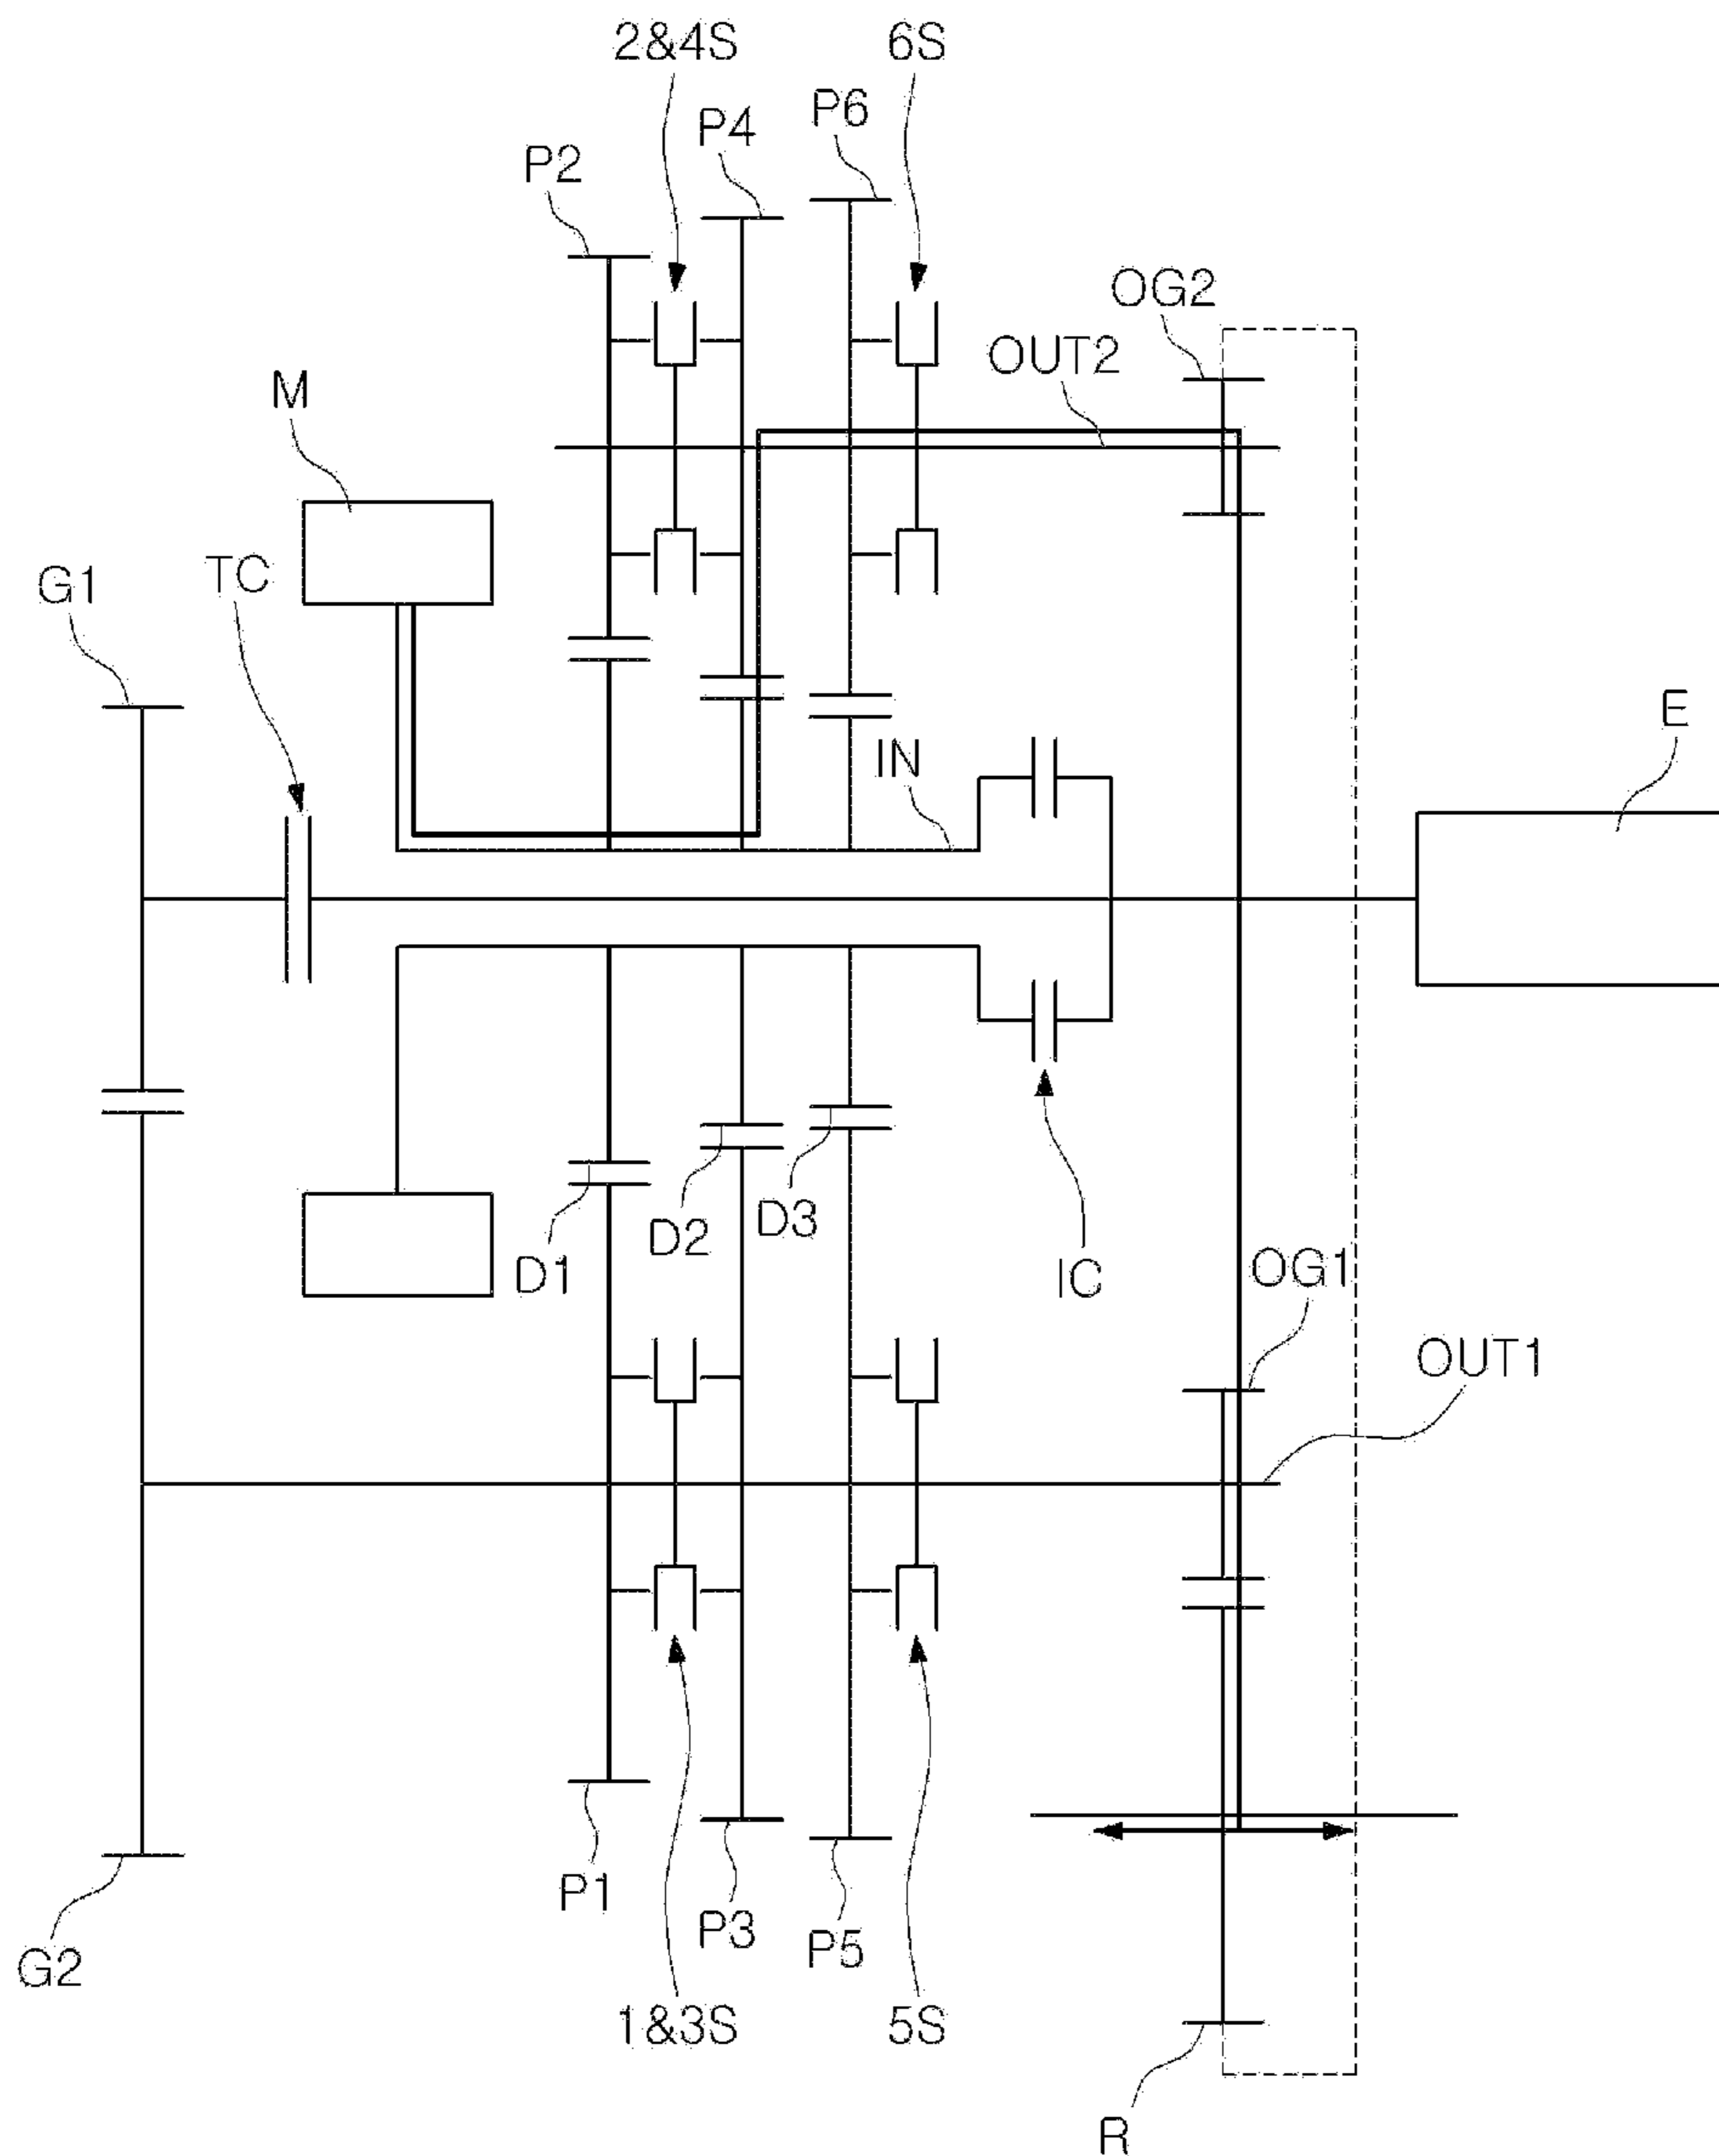 2&4S
6S
P6
P4
P2
OG2
OUT2
M
TC
G1
E
IN
D3
D2
D1
IC
OG1
OUT1
P1
P3
P5
G2
1&3S
5S
R